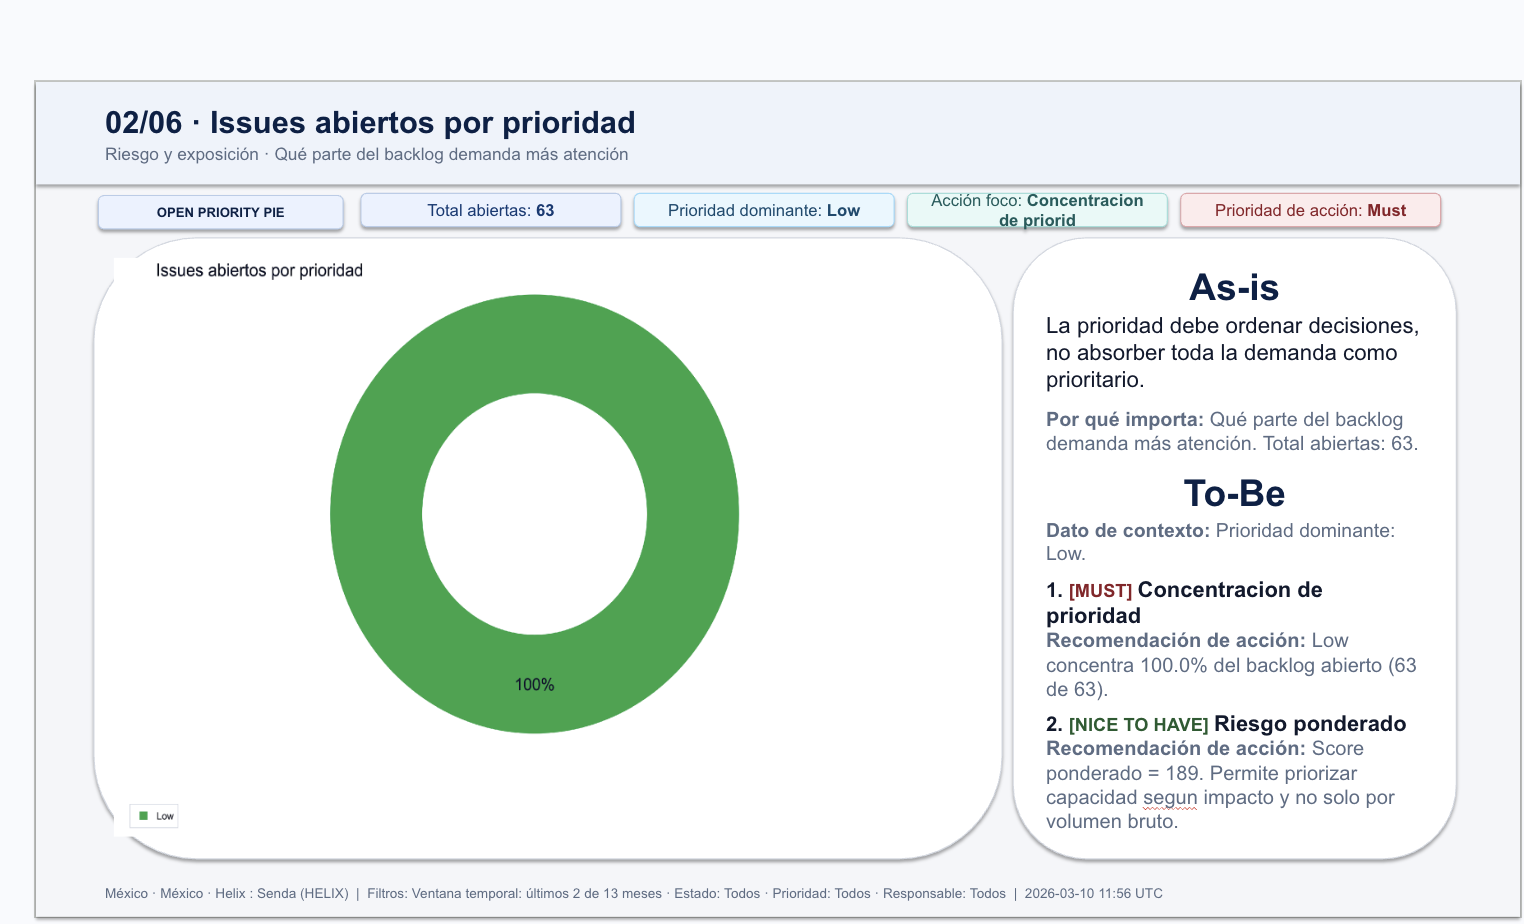 02/06 · Issues abiertos por prioridad
Riesgo y exposición · Qué parte del backlog demanda más atención
OPEN PRIORITY PIE
Total abiertas: 63
Prioridad dominante: Low
Acción foco: Concentracion
de priorid
Prioridad de acción: Must
Issues abiertos por prioridad
100%
Low
As-is
La prioridad debe ordenar decisiones,
no absorber toda la demanda como
prioritario.
Por qué importa: Qué parte del backlog
demanda más atención. Total abiertas: 63.
To-Be
Dato de contexto: Prioridad dominante:
Low.
1. [MUST] Concentracion de
prioridad
Recomendación de acción: Low
concentra 100.0% del backlog abierto (63
de 63).
2. [NICE TO HAVE] Riesgo ponderado
Recomendación de acción: Score
ponderado = 189. Permite priorizar
capacidad segun impacto y no solo por
volumen bruto.
México · México · Helix : Senda (HELIX) | Filtros: Ventana temporal: últimos 2 de 13 meses · Estado: Todos · Prioridad: Todos · Responsable: Todos | 2026-03-10 11:56 UTC